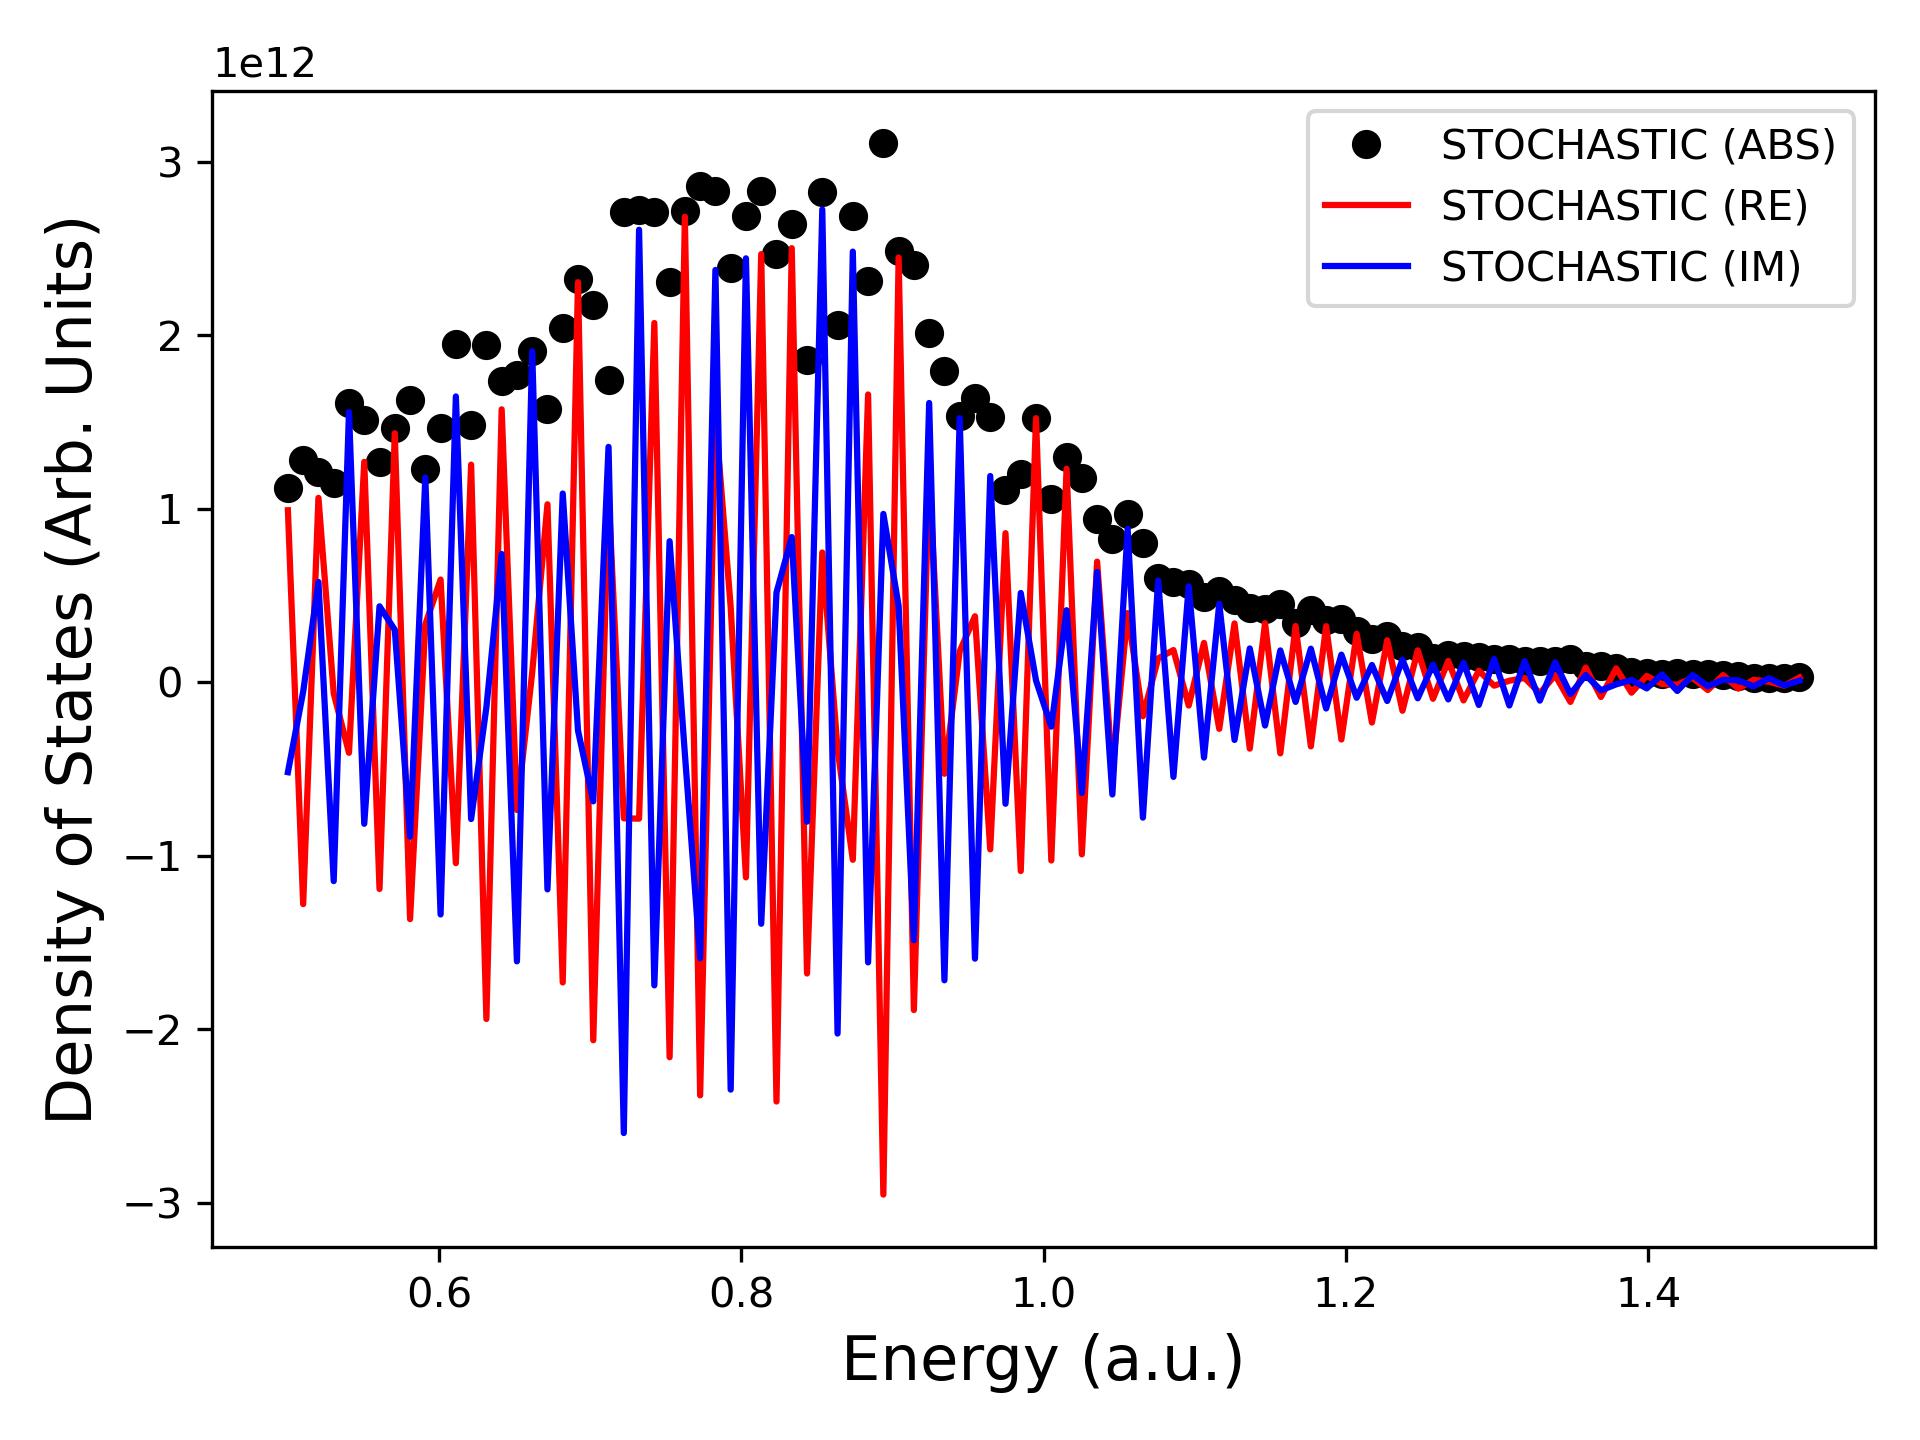 1e12
Density of States (Arb. Units)
3
2
1
0
−1
−2
−3
STOCHASTIC (ABS)
STOCHASTIC (RE)
STOCHASTIC (IM)
0.6 0.8 1.0 1.2 1.4
Energy (a.u.)